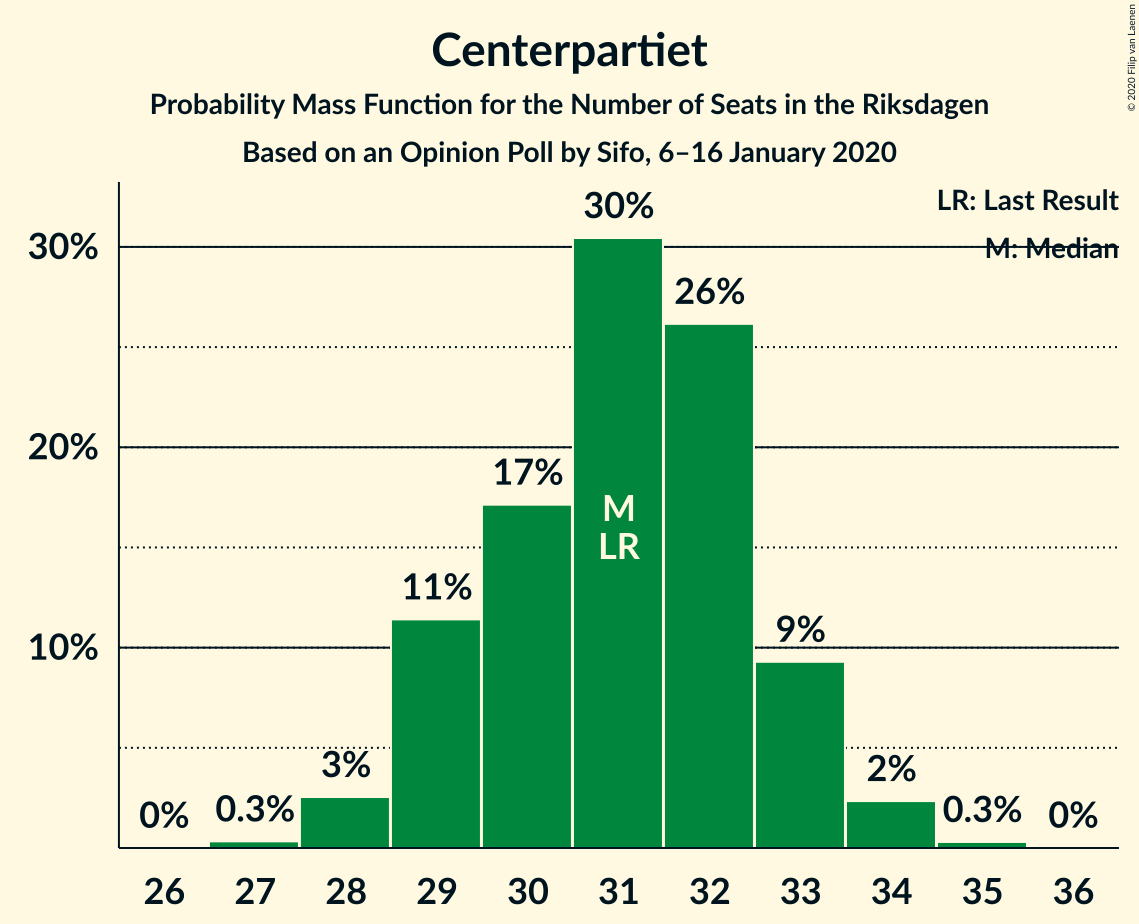 Centerpartiet
Probability Mass Function for the Number of Seats in the Riksdagen
Based on an Opinion Poll by Sifo, 6–16 January 2020
© 2020 Filip van Laenen
LR: Last Result
M: Median
30%
20%
10%
0%
0.3%
3%
11%
17%
30%
26%
9%
2%
0.3%
0%
M
LR
26 27 28 29 30 31 32 33 34 35 36